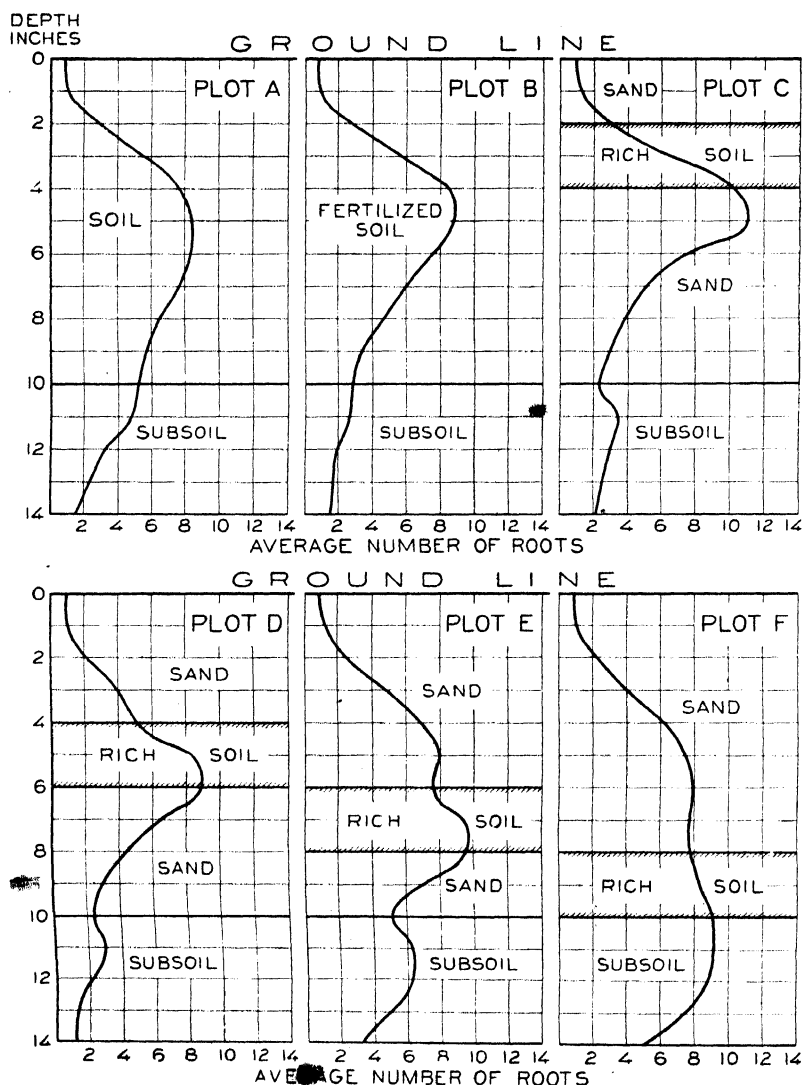 DEPTH
INCHES
GROUND LINE
0
2
4
6
8
10
12
14
PLOT A
SOIL
SUBSOIL
2 4 6 8 10 12 14
PLOT B
FERTILIZED
SOIL
SUBSOIL
2 4 6 8 10 12 14
SAND
PLOT C
RICH SOIL
SAND
SUBSOIL
2 4 6 8 10 12 14
AVERAGE NUMBER OF ROOTS
GROUND LINE
0
2
4
6
8
10
12
14
PLOT D
SAND
RICH SOIL
SAND
SUBSOIL
2 4 6 8 10 12 14
PLOT E
SAND
RICH SOIL
SAND
SUBSOIL
2 4 6 8 10 12 14
PLOT F
SAND
RICH SOIL
SUBSOIL
2 4 6 8 10 12 14
AVERAGE NUMBER OF ROOTS